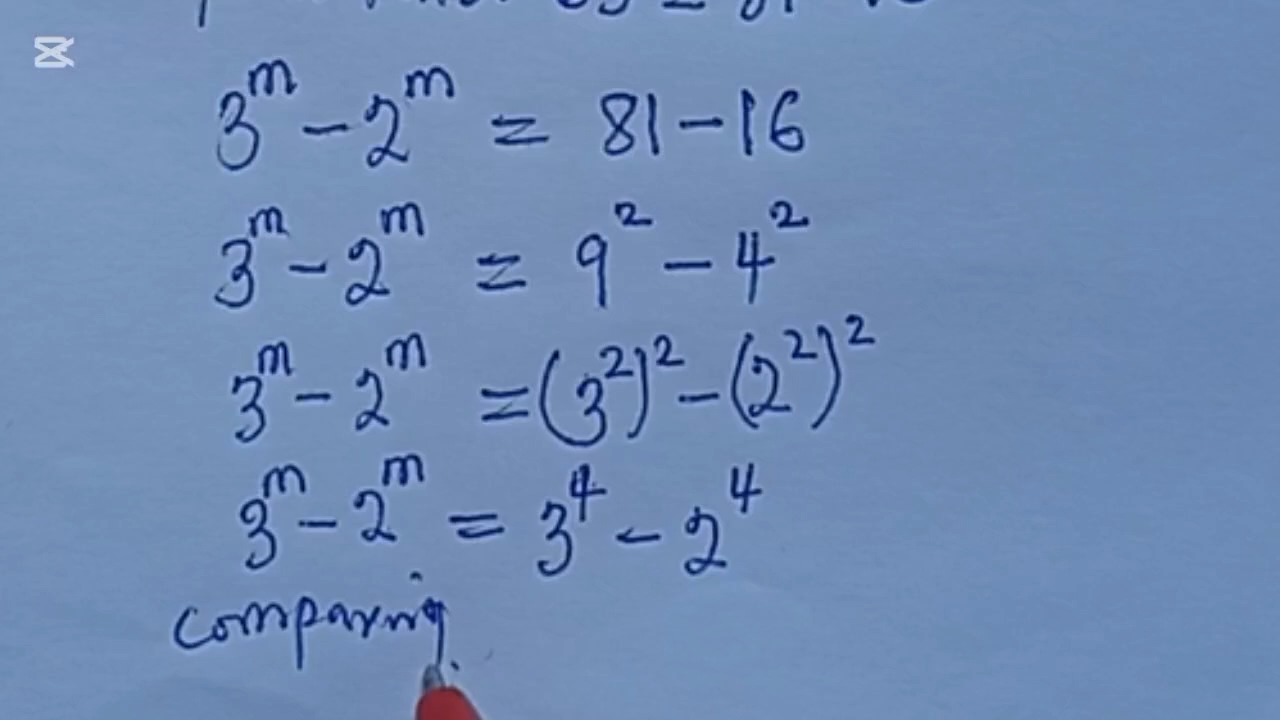 3^m - 2^m = 81 - 16
3^m - 2^m = 9^2 - 4^2
3^m - 2^m = (3^2)^2 - (2^2)^2
3^m - 2^m = 3^4 - 2^4
comparing